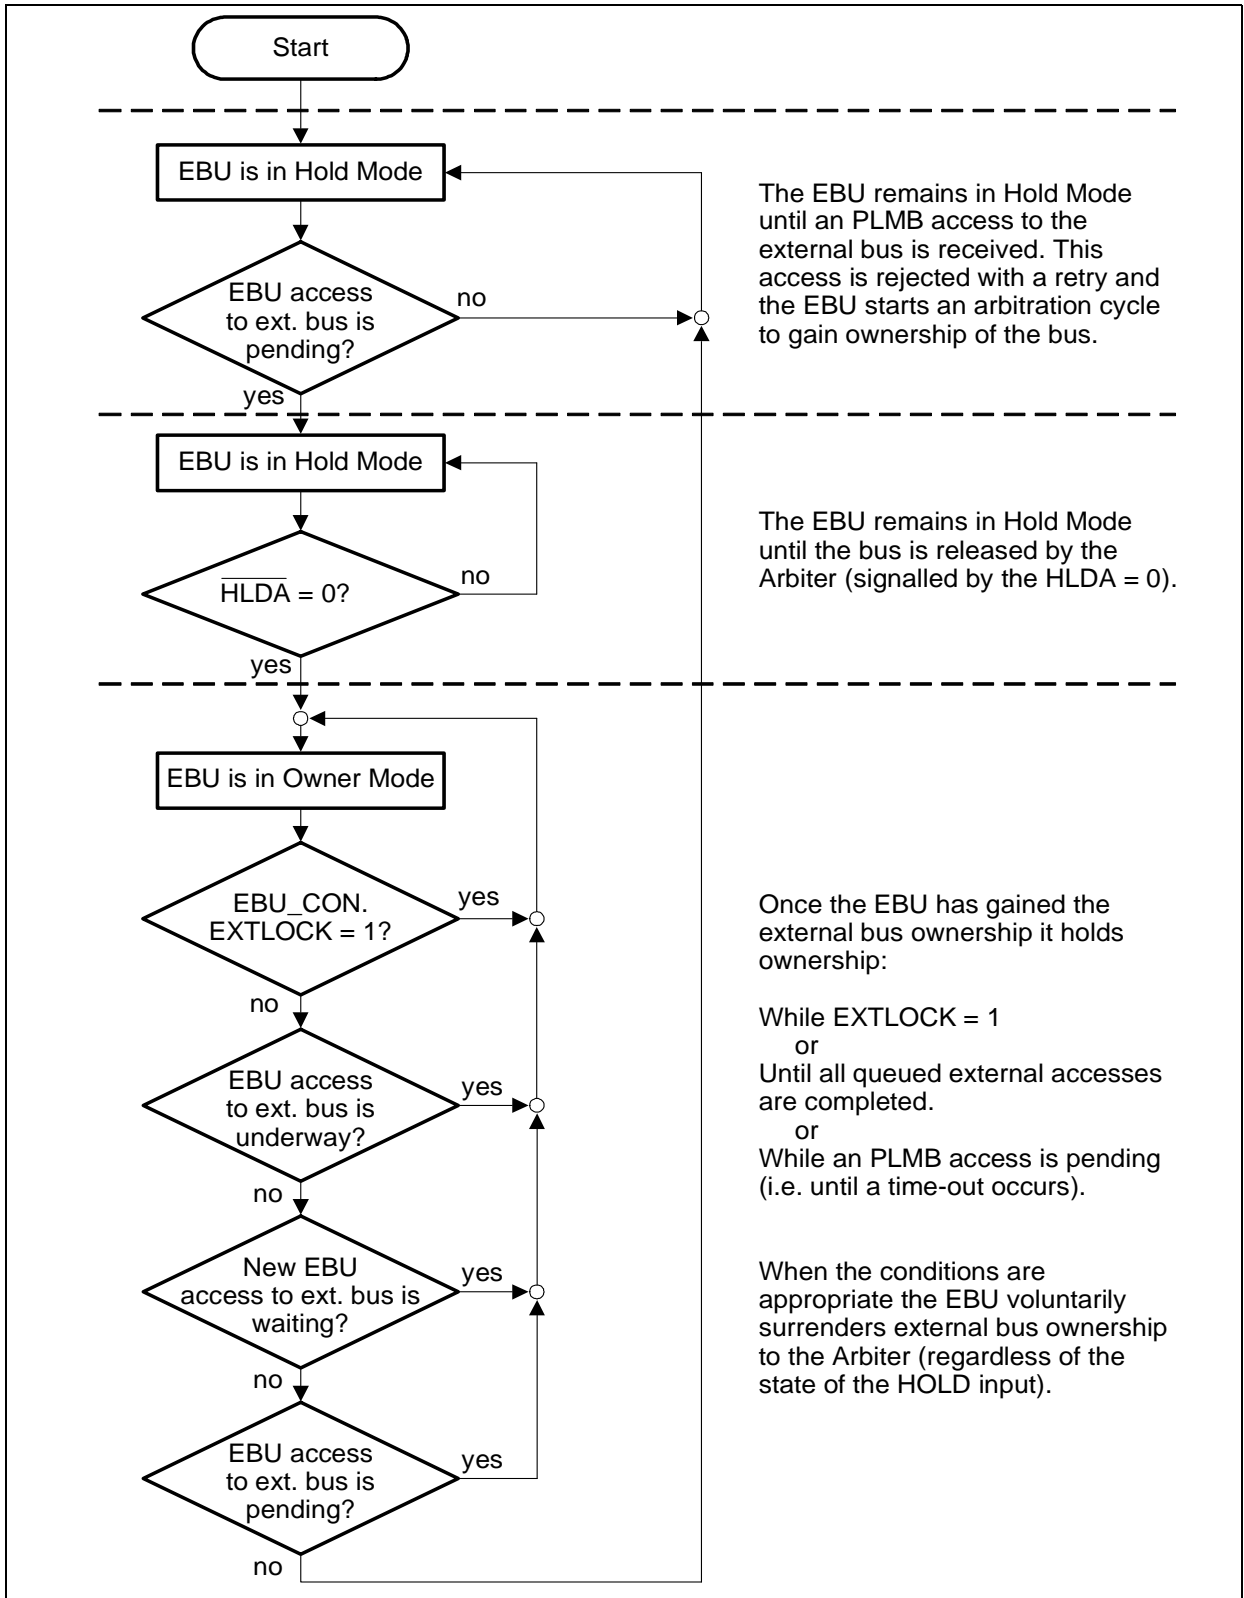 Start
EBU is in Hold Mode
EBU access
to ext. bus is
pending?
no
yes
The EBU remains in Hold Mode
until an PLMB access to the
external bus is received. This
access is rejected with a retry and
the EBU starts an arbitration cycle
to gain ownership of the bus.
EBU is in Hold Mode
HLDA = 0?
no
yes
The EBU remains in Hold Mode
until the bus is released by the
Arbiter (signalled by the HLDA = 0).
EBU is in Owner Mode
EBU_CON.
EXTLOCK = 1?
yes
no
EBU access
to ext. bus is
underway?
yes
no
New EBU
access to ext. bus is
waiting?
yes
no
EBU access
to ext. bus is
pending?
yes
no
Once the EBU has gained the
external bus ownership it holds
ownership:
While EXTLOCK = 1
or
Until all queued external accesses
are completed.
or
While an PLMB access is pending
(i.e. until a time-out occurs).
When the conditions are
appropriate the EBU voluntarily
surrenders external bus ownership
to the Arbiter (regardless of the
state of the HOLD input).